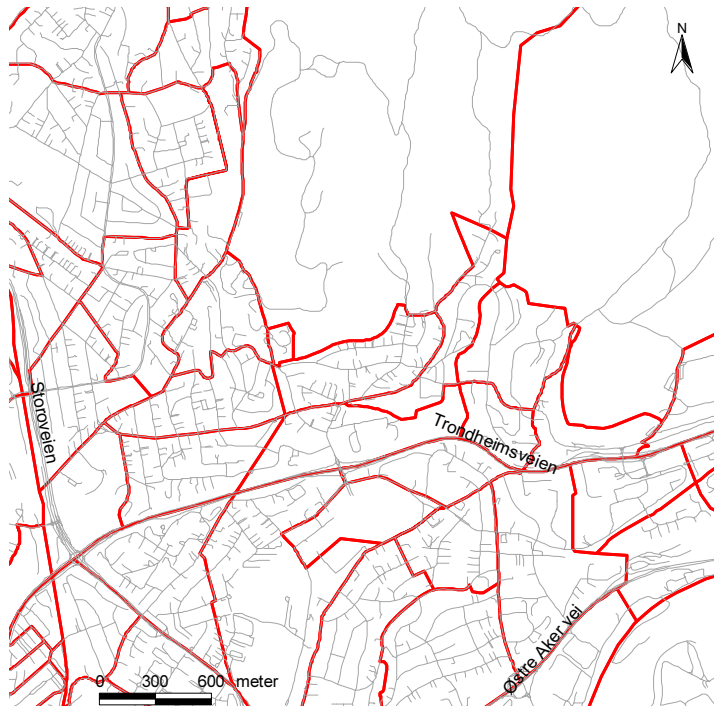 N
Storoveien
Trondheimsveien
Østre Aker vei
0 300 600 meter